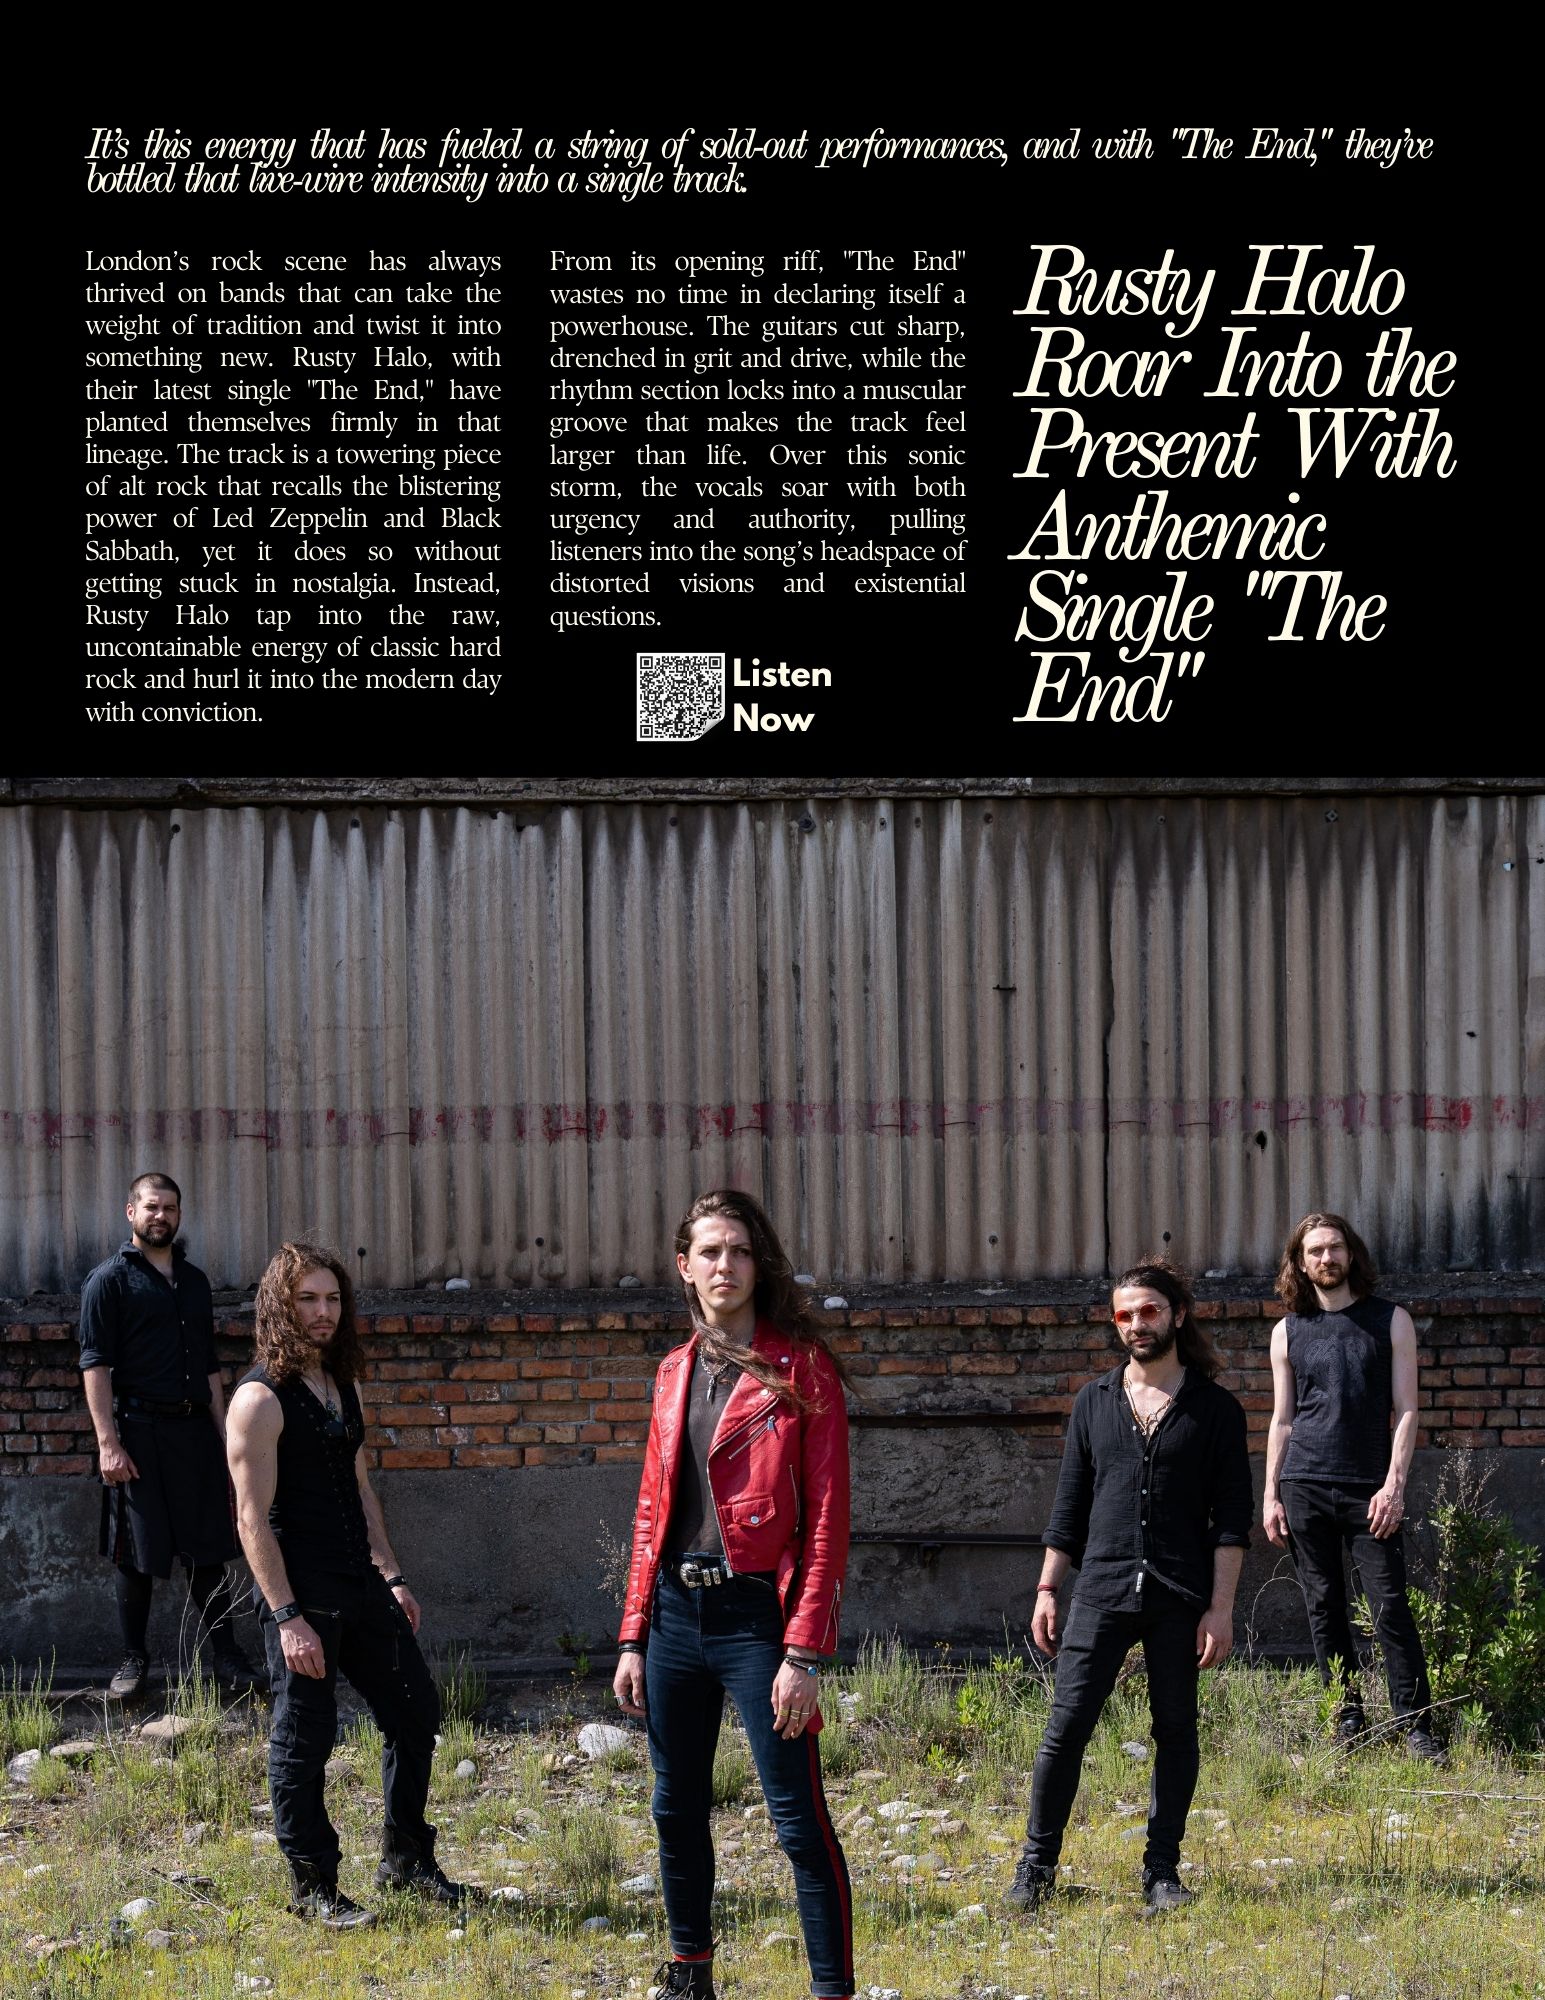 It's this energy that has fueled a string of sold-out performances, and with "The End," they've
bottled that live-wire intensity into a single track.
London's rock scene has always
thrived on bands that can take the
weight of tradition and twist it into
something new. Rusty Halo, with
their latest single "The End," have
planted themselves firmly in that
lineage. The track is a towering piece
of alt rock that recalls the blistering
power of Led Zeppelin and Black
Sabbath, yet it does so without
getting stuck in nostalgia. Instead,
Rusty Halo tap into the raw,
uncontainable energy of classic hard
rock and hurl it into the modern day
with conviction.
From its opening riff, "The End"
wastes no time in declaring itself a
powerhouse. The guitars cut sharp,
drenched in grit and drive, while the
rhythm section locks into a muscular
groove that makes the track feel
larger than life. Over this sonic
storm, the vocals soar with both
urgency and authority, pulling
listeners into the song's headspace of
distorted visions and existential
questions.
Listen
Now
Rusty Halo
Roar Into the
Present With
Anthemic
Single "The
End"